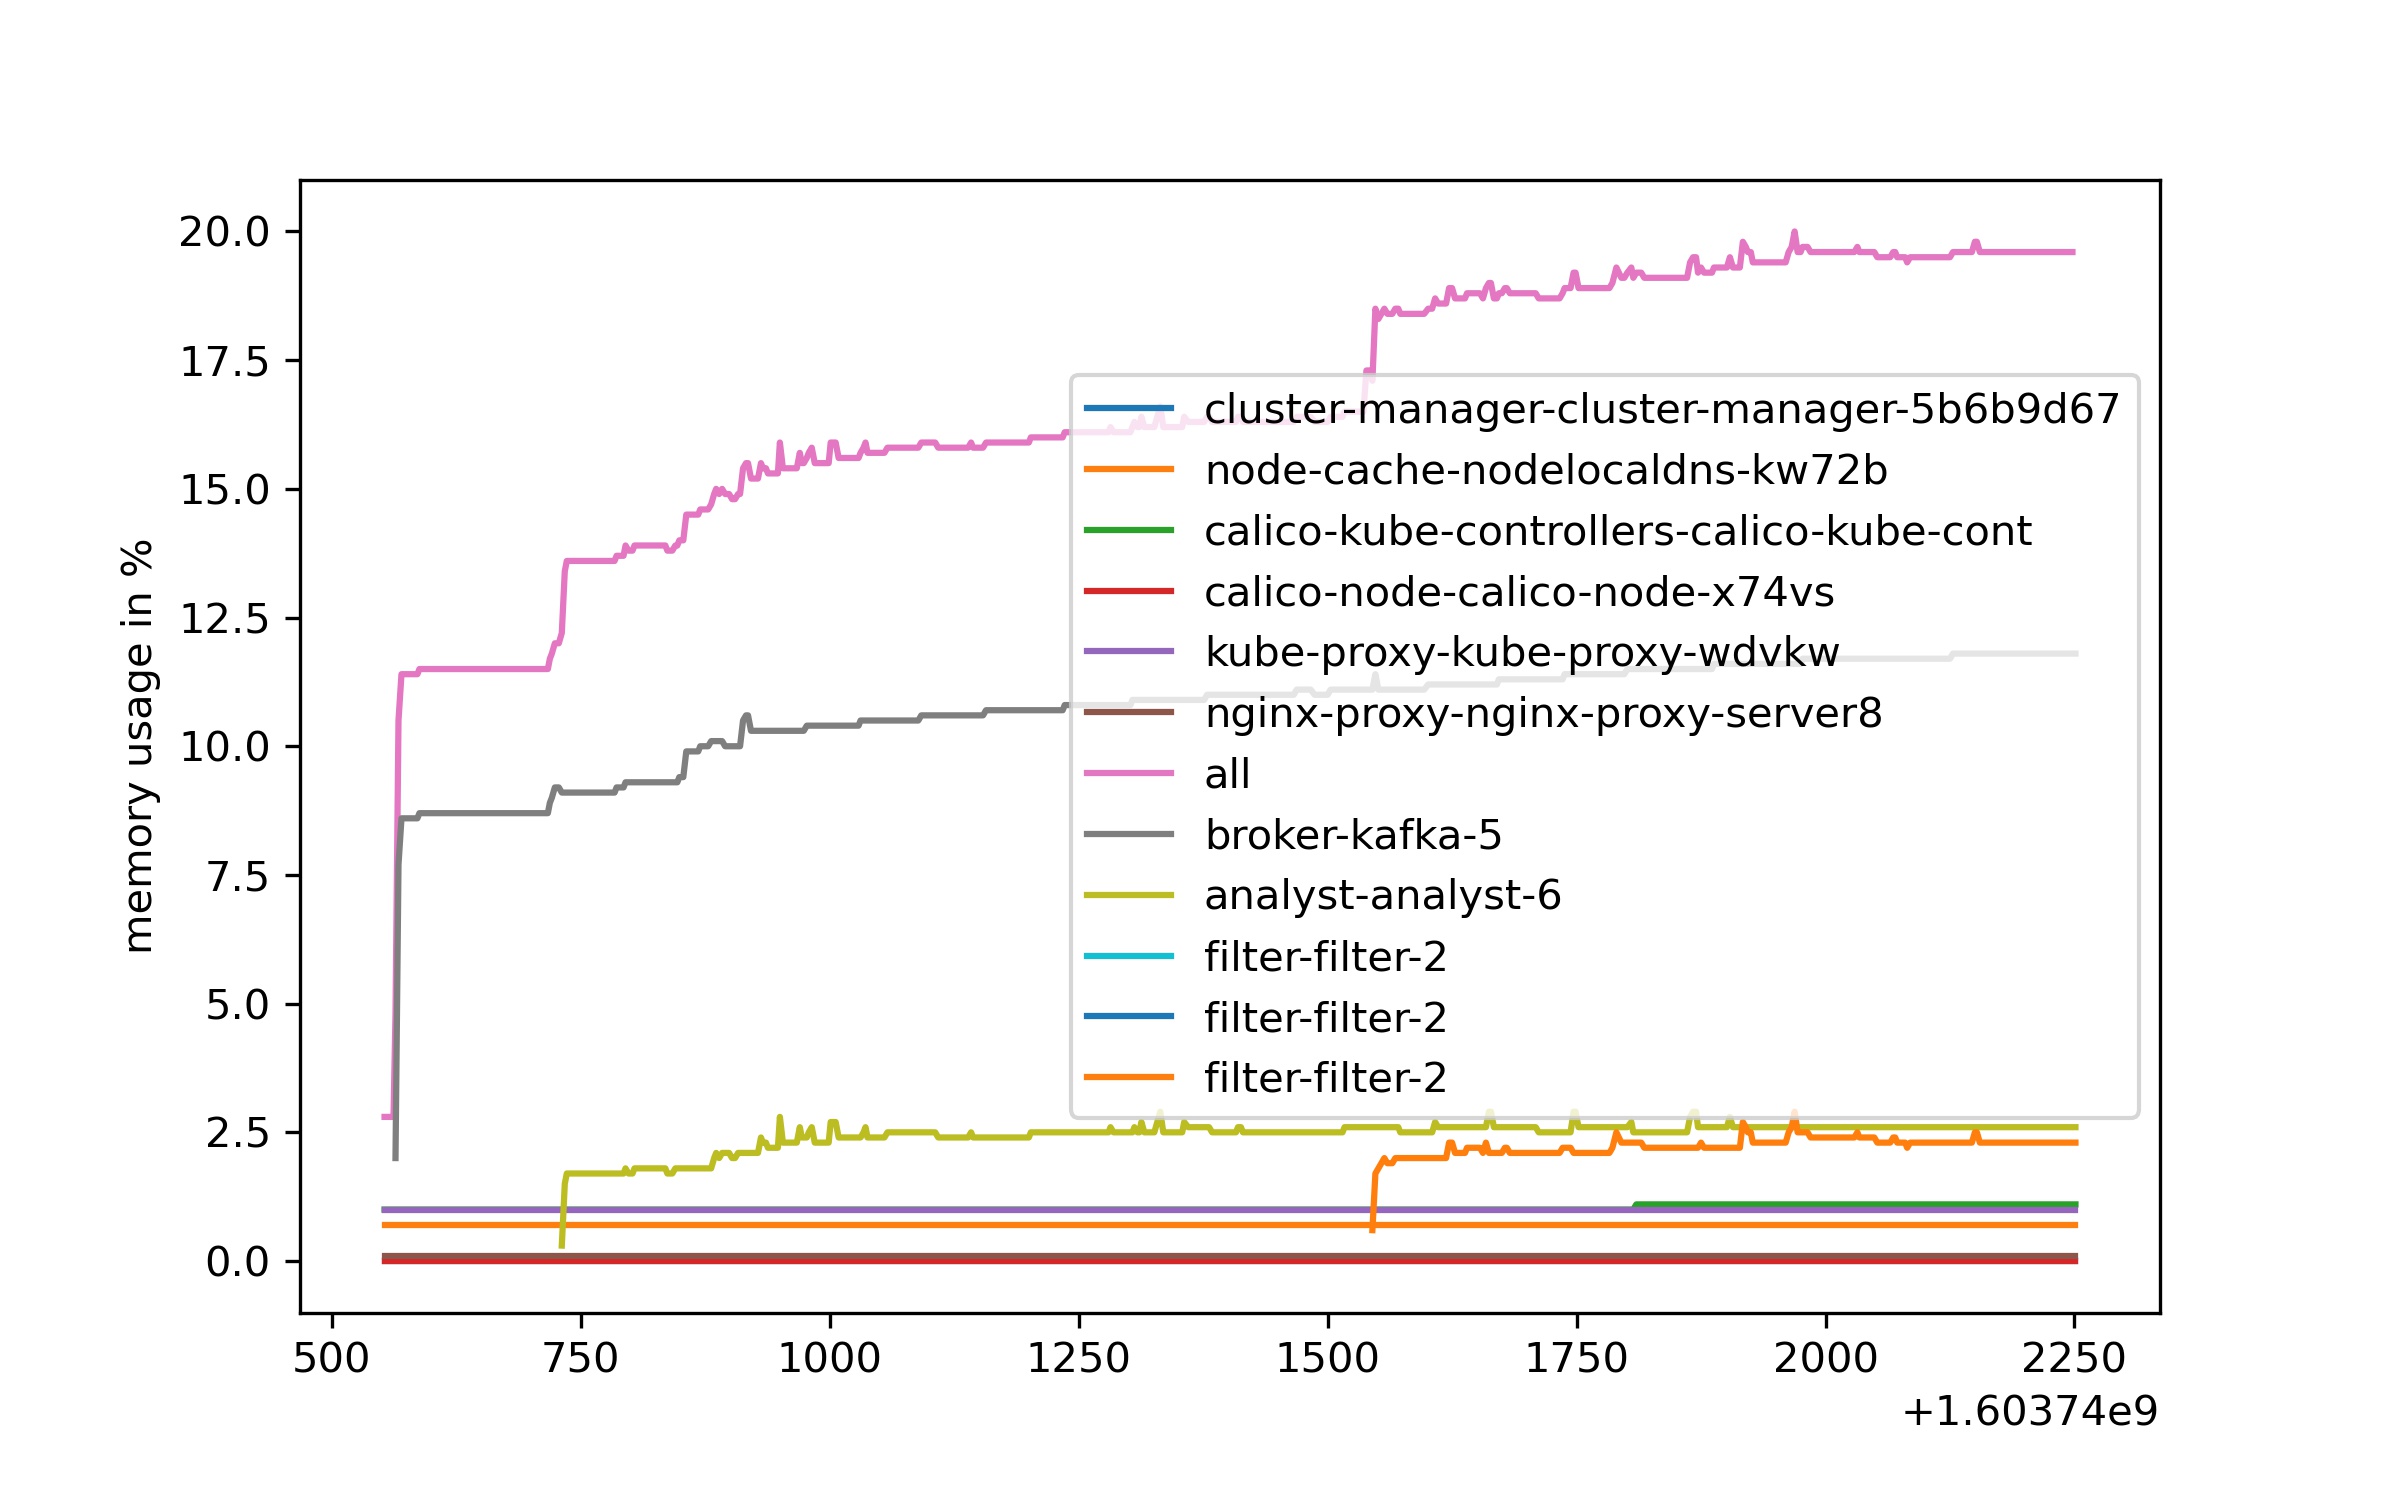 20.0
17.5
15.0
12.5
10.0
7.5
5.0
2.5
0.0
memory usage in %
cluster-manager-cluster-manager-5b6b9d67
node-cache-nodelocaldns-kw72b
calico-kube-controllers-calico-kube-cont
calico-node-calico-node-x74vs
kube-proxy-kube-proxy-wdvkw
nginx-proxy-nginx-proxy-server8
all
broker-kafka-5
analyst-analyst-6
filter-filter-2
filter-filter-2
filter-filter-2
500 750 1000 1250 1500 1750 2000 2250
+1.60374e9